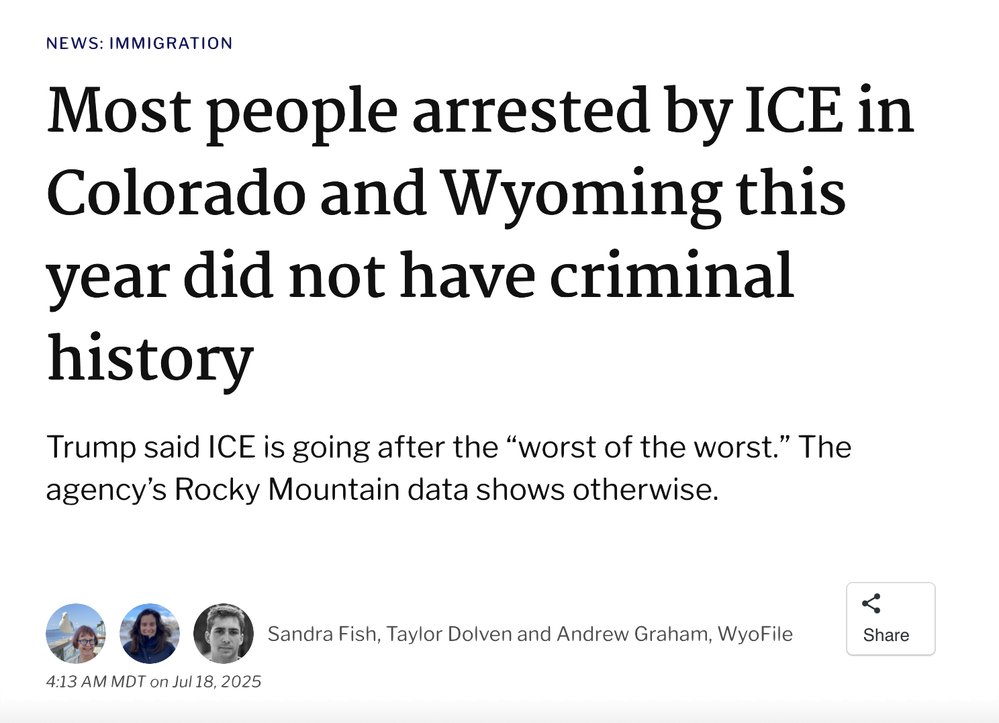 NEWS: IMMIGRATION
Most people arrested by ICE in
Colorado and Wyoming this
year did not have criminal
history
Trump said ICE is going after the “worst of the worst.” The
agency’s Rocky Mountain data shows otherwise.
Sandra Fish, Taylor Dolven and Andrew Graham, WyoFile
Share
4:13 AM MDT on Jul 18, 2025